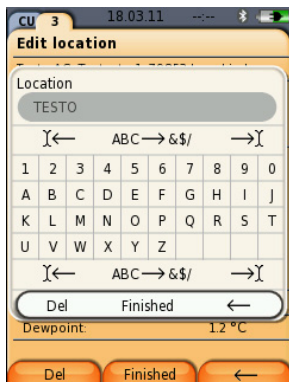 CU 3 18.03.11 --:--
Edit location
Location
TESTO
ABC → &$/
1 2 3 4 5 6 7 8 9 0
A B C D E F G H I J
K L M N O P Q R S T
U V W X Y Z
ABC → &$/
Del Finished ←
Dewpoint: 1.2 °C
Del Finished ←